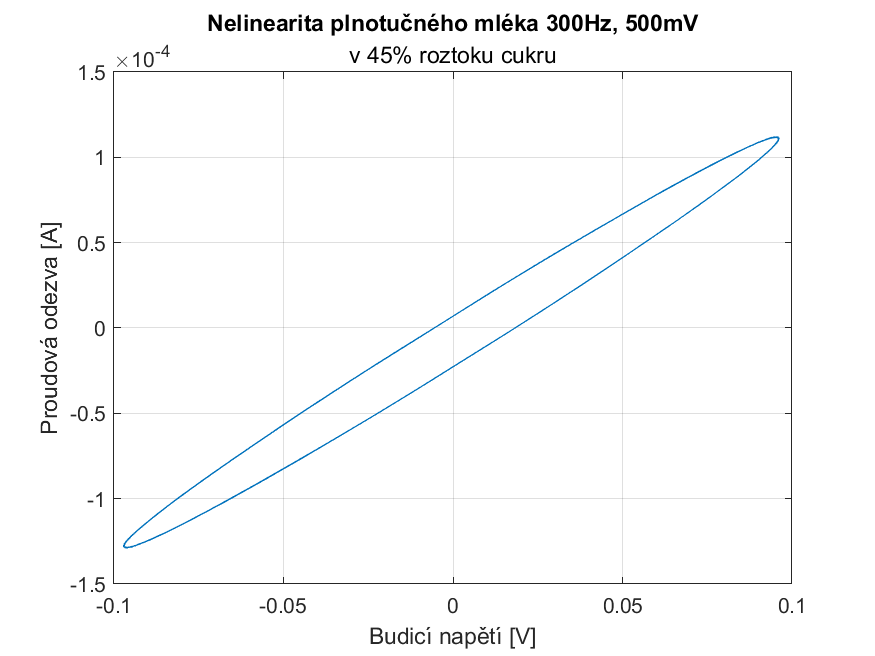 Nelinearita plnotučného mléka 300Hz, 500mV
v 45% roztoku cukru
×10-4
1.5
1
0.5
0
-0.5
-1
-1.5
Proudová odezva [A]
-0.1 -0.05 0 0.05 0.1
Budicí napětí [V]